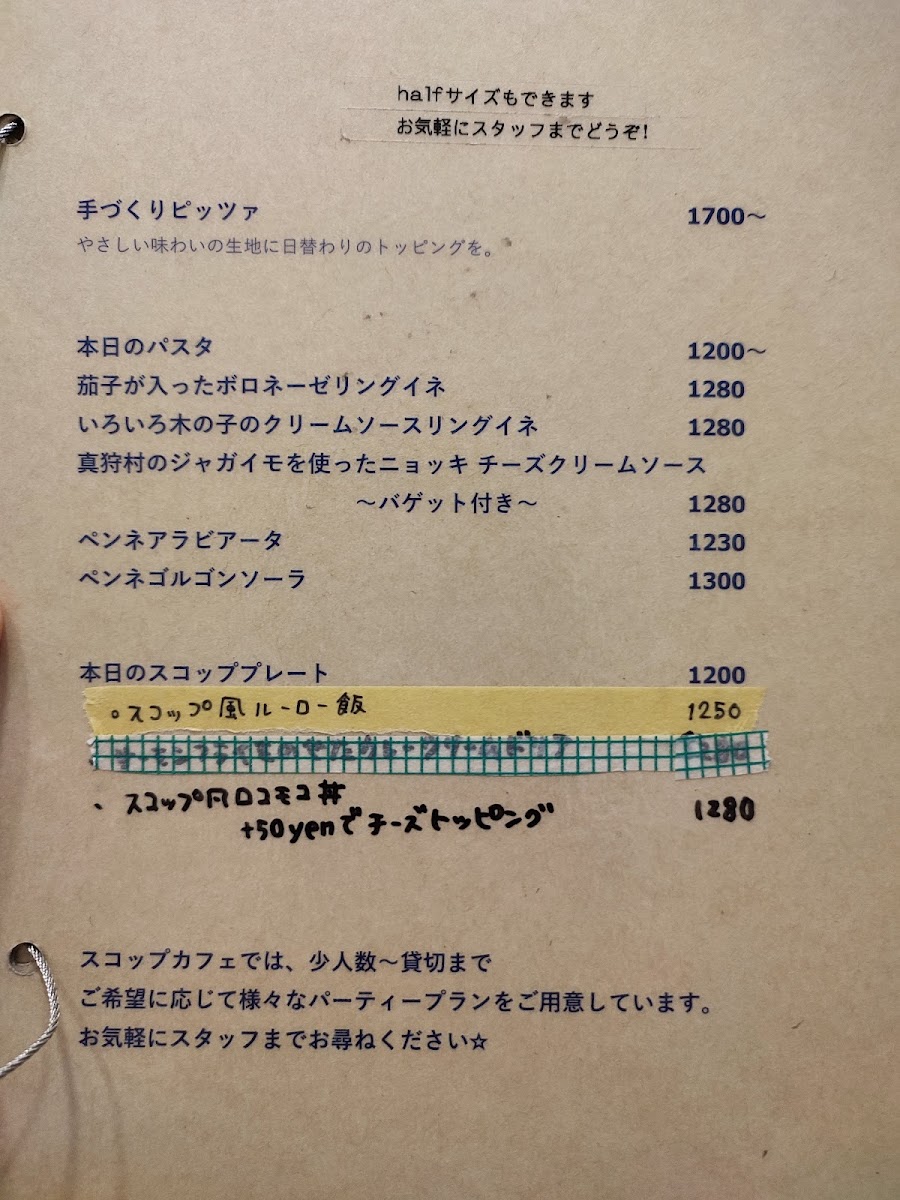 halfサイズもできます
お気軽にスタッフまでどうぞ!
手づくりピッツァ 1700〜
やさしい味わいの生地に日替わりのトッピングを。
本日のパスタ 1200〜
茄子が入ったボロネーゼリングイネ 1280
いろいろ木の子のクリームソースリングイネ 1280
真狩村のジャガイモを使ったニョッキ チーズクリームソース
〜バゲット付き〜 1280
ペンネアラビアータ 1230
ペンネゴルゴンソーラ 1300
本日のスコッププレート 1200
。スコップ風ルーロー飯 1250
、スコップ風ロコモコ丼 1280
+50yenでチーズトッピング
スコップカフェでは、少人数〜貸切まで
ご希望に応じて様々なパーティープランをご用意しています。
お気軽にスタッフまでお尋ねください☆